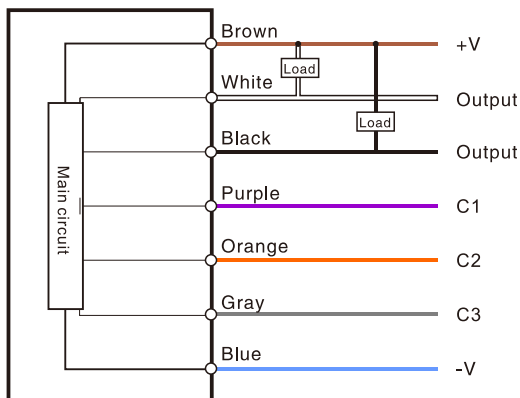 Brown
+V
Load
White
Output
Load
Black
Output
Main circuit
Purple
C1
Orange
C2
Gray
C3
Blue
-V